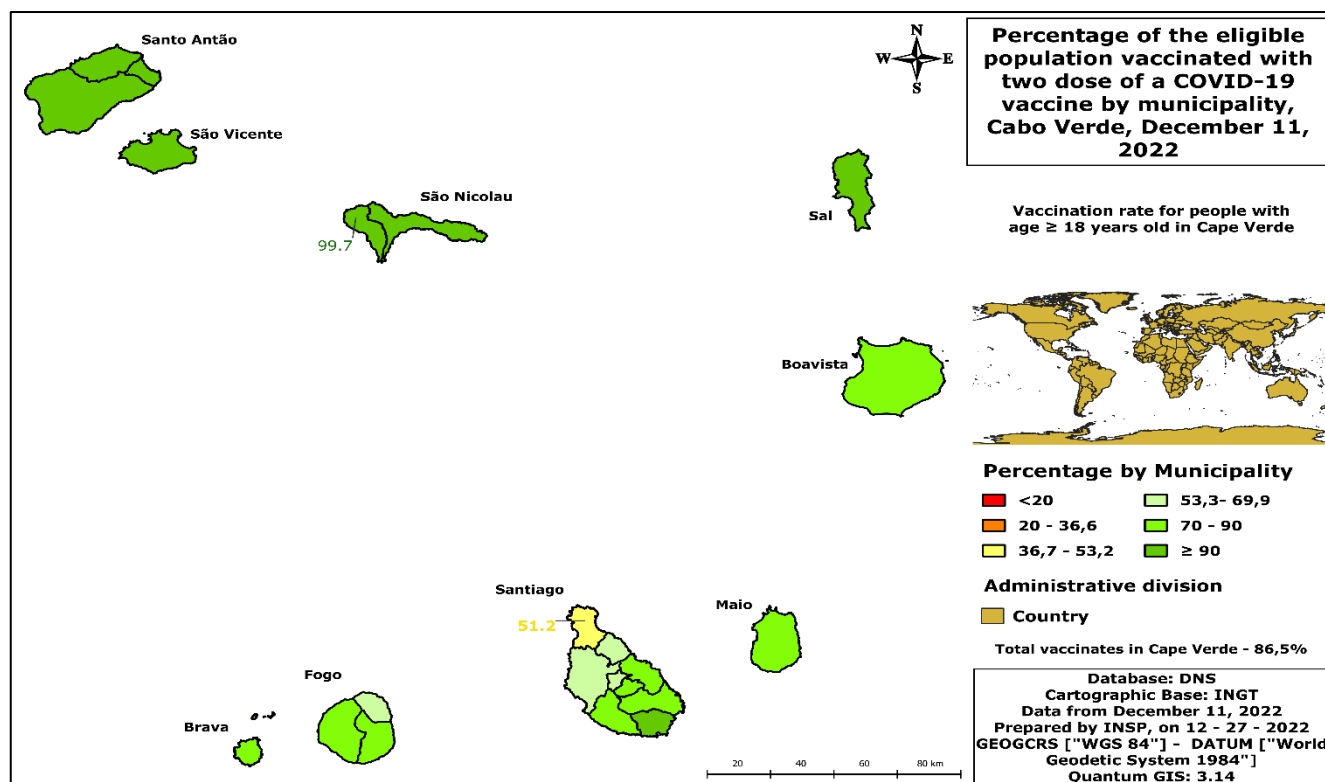 Santo Antão
São Vicente
São Nicolau
99.7
N
W E
S
Sal
Boavista
Santiago
51.2
Maio
Fogo
Brava
0 20 40 60 80 km
Percentage of the eligible
population vaccinated with
two dose of a COVID-19
vaccine by municipality,
Cabo Verde, December 11,
2022
Vaccination rate for people with
age ≥ 18 years old in Cape Verde
Percentage by Municipality
<20
20 - 36,6
36,7 - 53,2
53,3- 69,9
70 - 90
≥ 90
Administrative division
Country
Total vaccinates in Cape Verde - 86,5%
Database: DNS
Cartographic Base: INGT
Data from December 11, 2022
Prepared by INSP, on 12 - 27 - 2022
GEOGCRS ["WGS 84"] - DATUM ["World
Geodetic System 1984"]
Quantum GIS: 3.14